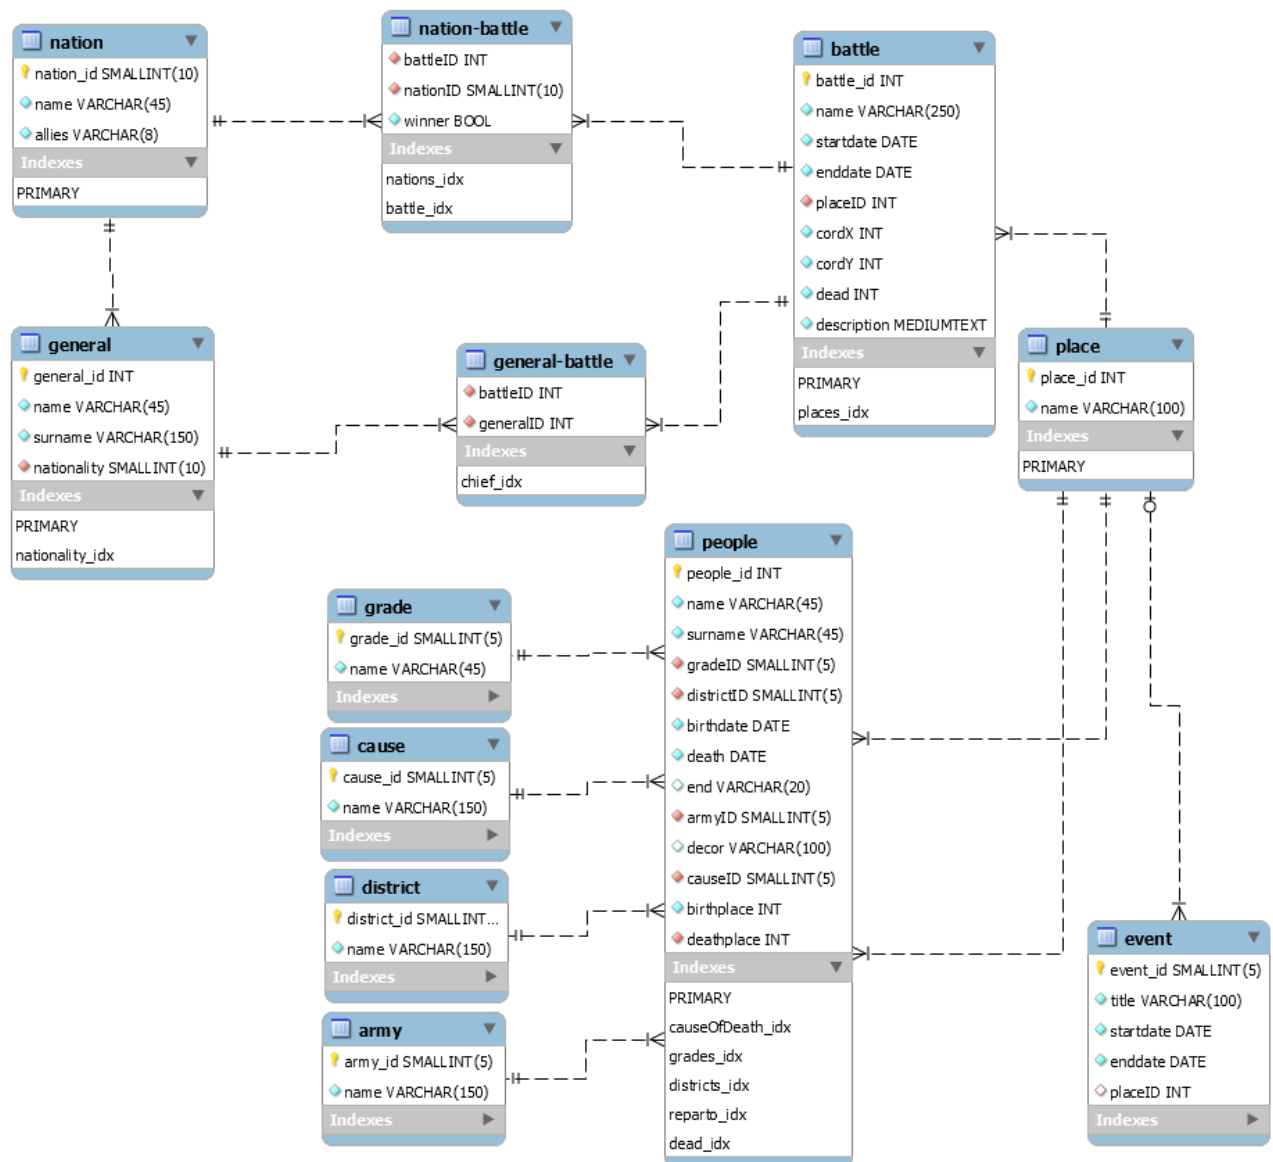 nation
nation_id SMALLINT(10)
name VARCHAR(45)
allies VARCHAR(8)
Indexes
PRIMARY
nation-battle
battleID INT
nationID SMALLINT(10)
winner BOOL
Indexes
nations_idx
battle_idx
battle
battle_id INT
name VARCHAR(250)
startdate DATE
enddate DATE
placeID INT
cordX INT
cordY INT
dead INT
description MEDIUMTEXT
Indexes
PRIMARY
places_idx
general
general_id INT
name VARCHAR(45)
surname VARCHAR(150)
nationality SMALLINT(10)
Indexes
PRIMARY
nationality_idx
general-battle
battleID INT
generalID INT
Indexes
chief_idx
place
place_id INT
name VARCHAR(100)
Indexes
PRIMARY
people
people_id INT
name VARCHAR(45)
surname VARCHAR(45)
gradeID SMALLINT(5)
districtID SMALLINT(5)
birthdate DATE
death DATE
end VARCHAR(20)
armyID SMALLINT(5)
decor VARCHAR(100)
causeID SMALLINT(5)
birthplace INT
deathplace INT
Indexes
PRIMARY
causeOfDeath_idx
grades_idx
districts_idx
reparto_idx
dead_idx
grade
grade_id SMALLINT(5)
name VARCHAR(45)
Indexes
cause
cause_id SMALLINT(5)
name VARCHAR(150)
Indexes
district
district_id SMALLINT...
name VARCHAR(150)
Indexes
army
army_id SMALLINT(5)
name VARCHAR(150)
Indexes
event
event_id SMALLINT(5)
title VARCHAR(100)
startdate DATE
enddate DATE
placeID INT
Indexes